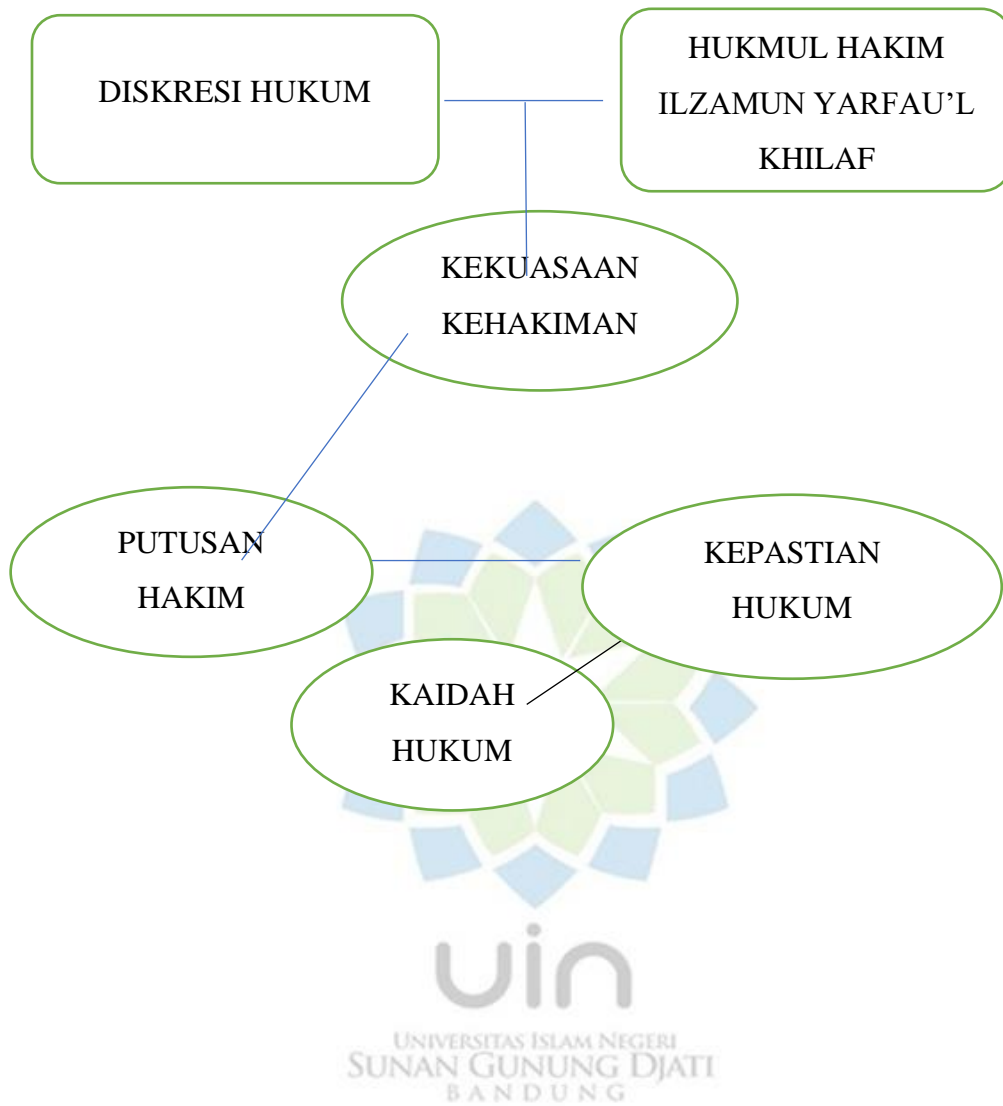 DISKRESI HUKUM
HUKMUL HAKIM
ILZAMUN YARFAU’L
KHILAF
KEKUASAAN
KEHAKIMAN
PUTUSAN
HAKIM
KEPASTIAN
HUKUM
KAIDAH
HUKUM
uin
UNIVERSITAS ISLAM NEGERI
SUNAN GUNUNG DJATI
BANDUNG